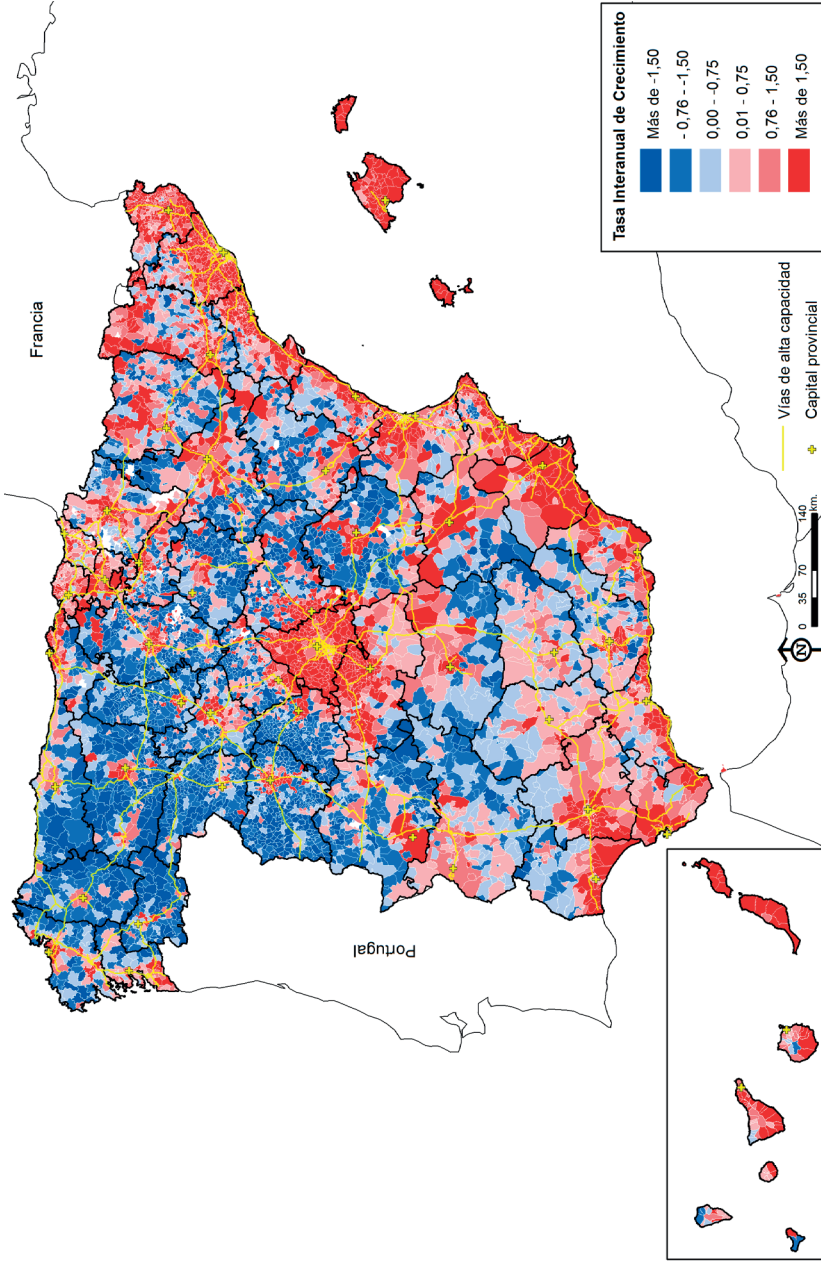 Francia
Portugal
Tasa Interanual de Crecimiento
Más de -1,50
- 0,76 - -1,50
0,00 - -0,75
0,01 - 0,75
0,76 - 1,50
Más de 1,50
Vías de alta capacidad
Capital provincial
N
0 35 70 140
km.